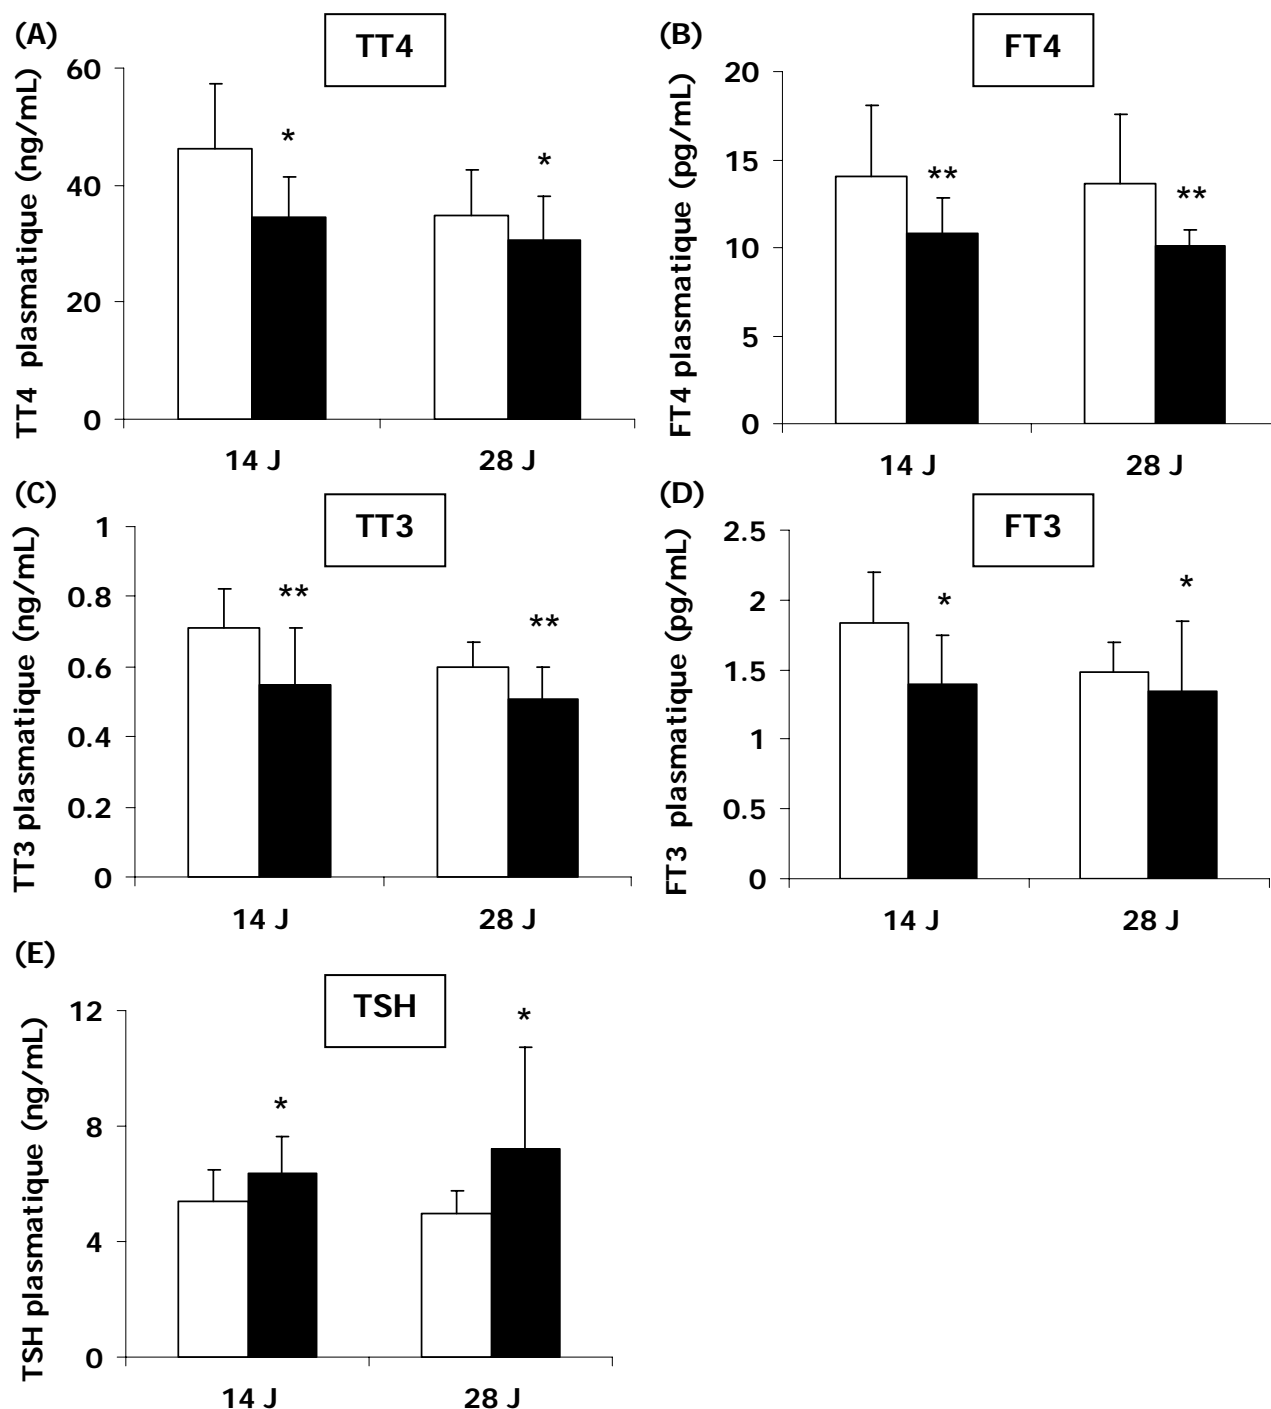 (A)
TT4
TT4 plasmatique (ng/mL)
60
40
20
0
*
*
14 J
28 J
(B)
FT4
FT4 plasmatique (pg/mL)
20
15
10
5
0
**
**
14 J
28 J
(C)
TT3
TT3 plasmatique (ng/mL)
1
0.8
0.6
0.4
0.2
0
**
**
14 J
28 J
(D)
FT3
FT3 plasmatique (pg/mL)
2.5
2
1.5
1
0.5
0
*
*
14 J
28 J
(E)
TSH
TSH plasmatique (ng/mL)
12
8
4
0
*
*
14 J
28 J